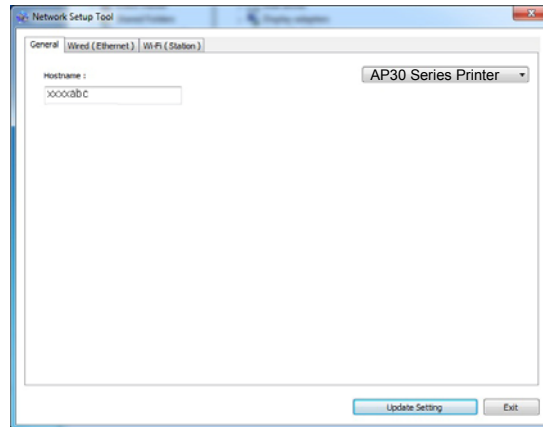 Network Setup Tool
General
Wired ( Ethernet )
Wi-Fi ( Station )
Hostname :
AP30 Series Printer
xxxxabc
Update Setting
Exit